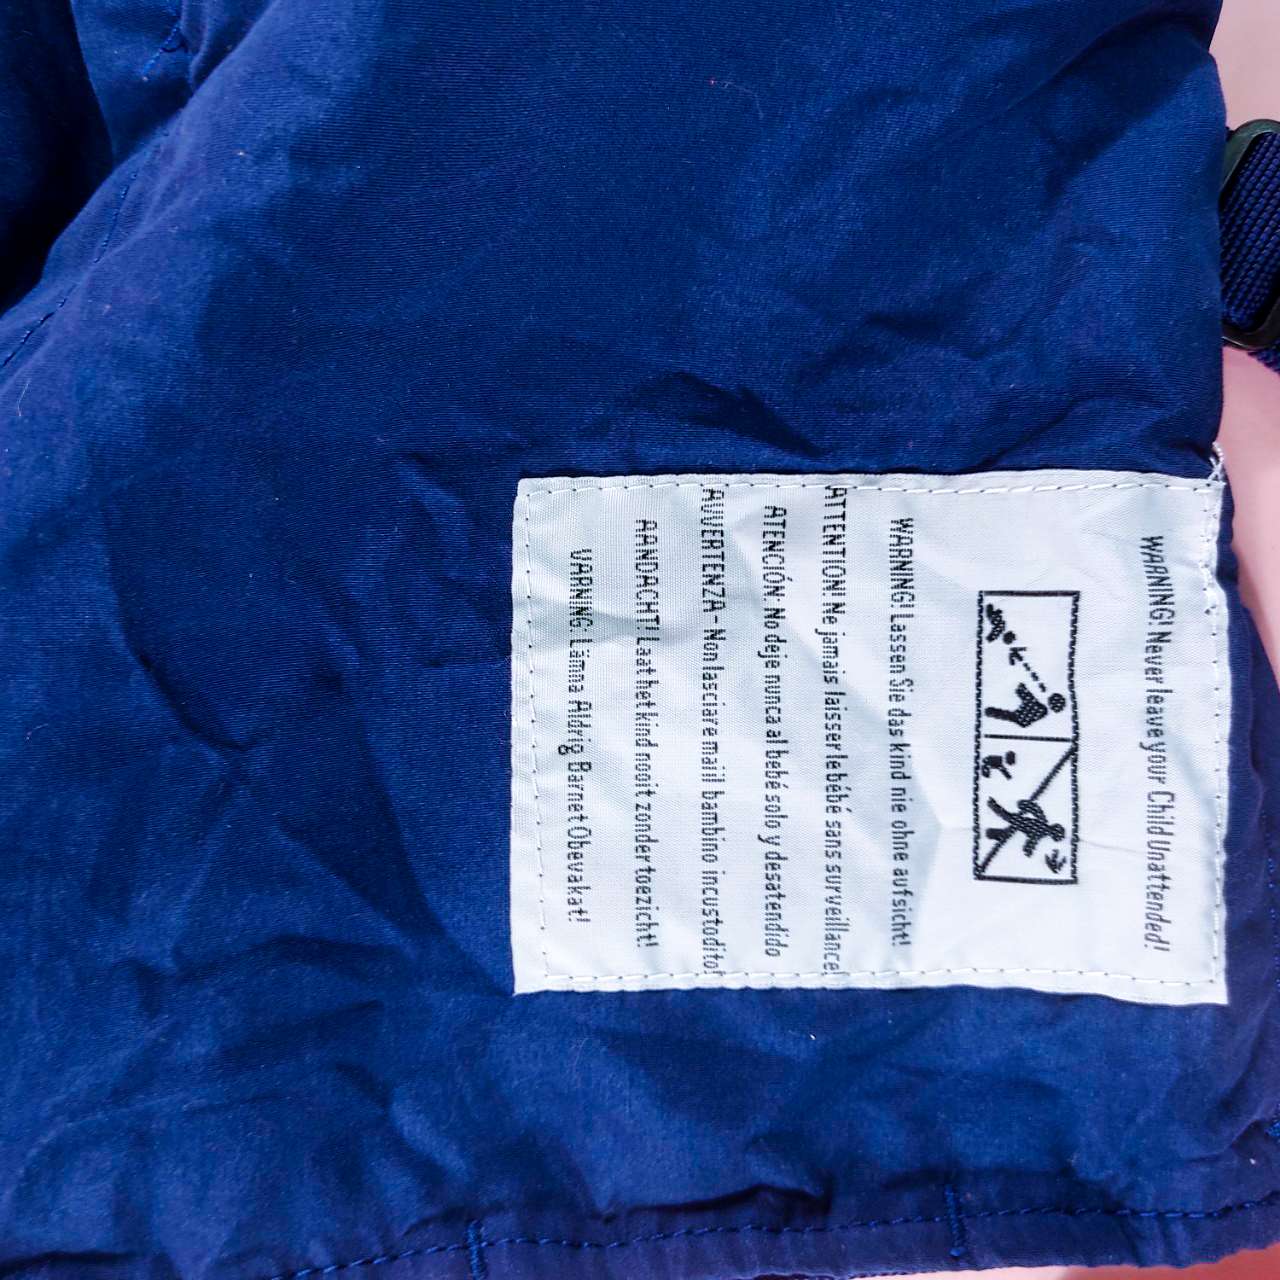 WARNING! Never leave your Child Unattended!
WARNING! Lassen Sie das kind nie ohne aufsicht!
ATTENTION! Ne jamais laisser le bébé sans surveillance!
ATENCIÓN: No deje nunca al bebé solo y desatendido
AVVERTENZA - Non lasciare mail bambino incustodito!
AANDACHT! Laat het kind nooit zonder toezicht!
VARNING: Lämna Aldrig Barnet Obevakat!